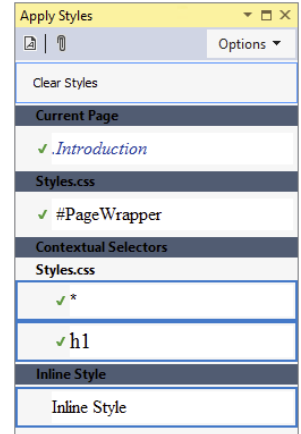 Apply Styles
Options
Clear Styles
Current Page
.Introduction
Styles.css
#PageWrapper
Contextual Selectors
Styles.css
*
h1
Inline Style
Inline Style